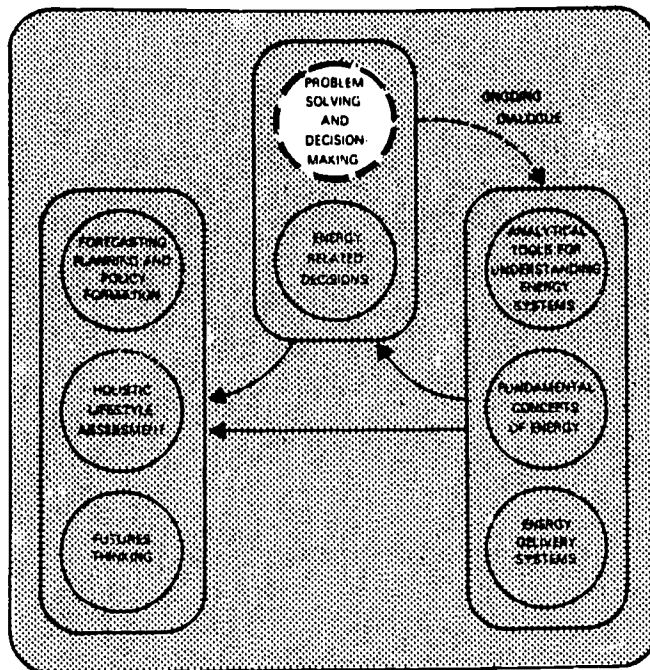 PROBLEM
SOLVING
AND
DECISION-
MAKING
ONGOING
DIALOGUE
ENERGY
RELATED
DECISIONS
FORECASTING
PLANNING AND
POLICY
FORMATION
HOLISTIC
LIFESTYLE
ASSESSMENT
FUTURES
THINKING
ANALYTICAL
TOOLS FOR
UNDERSTANDING
ENERGY
SYSTEMS
FUNDAMENTAL
CONCEPTS
OF ENERGY
ENERGY
DELIVERY
SYSTEMS